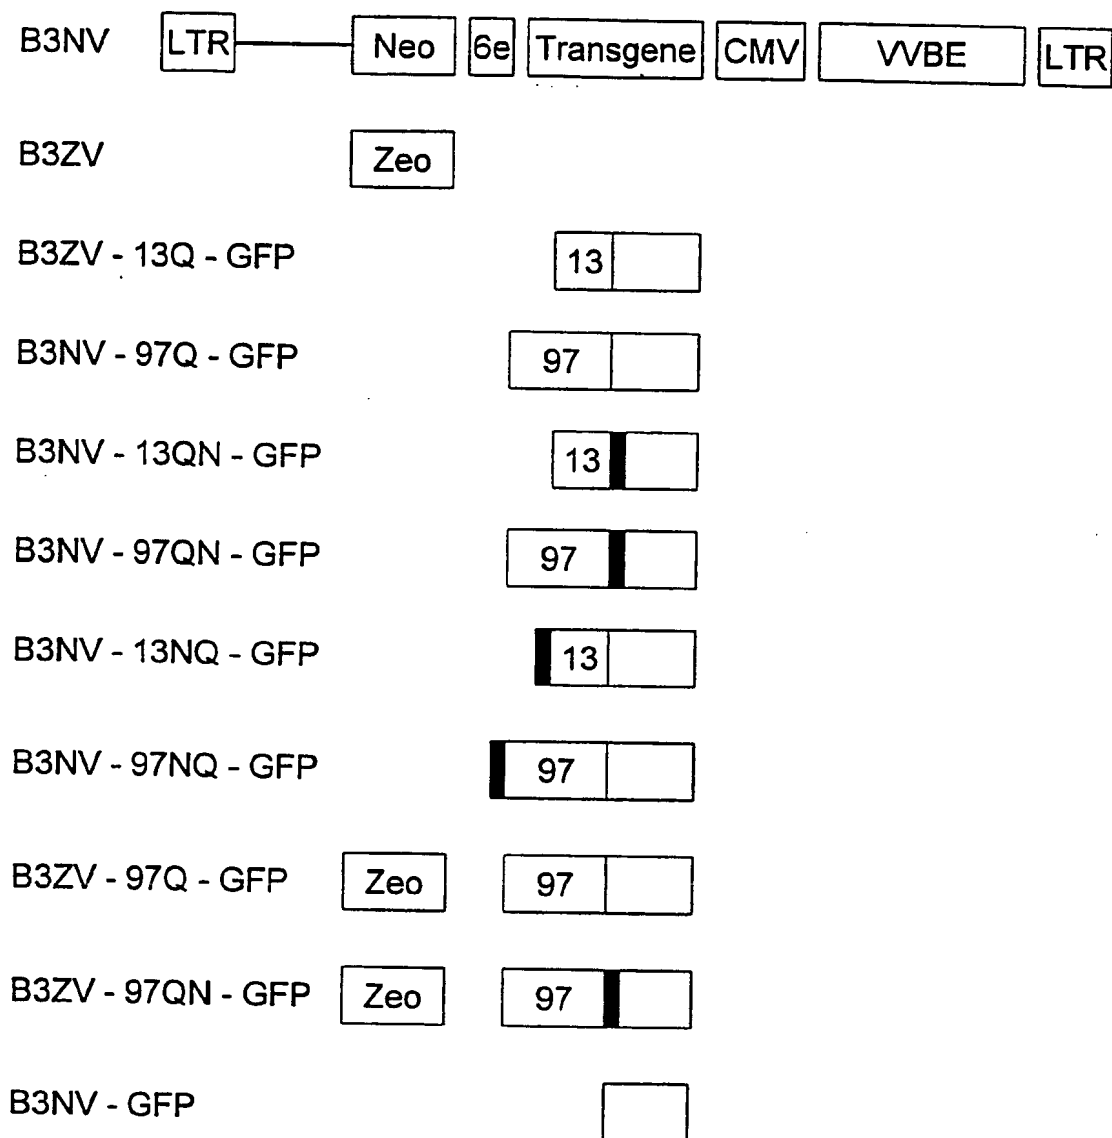 B3NV LTR Neo 6e Transgene CMV VVBE LTR
B3ZV Zeo
B3ZV - 13Q - GFP 13
B3NV - 97Q - GFP 97
B3NV - 13QN - GFP 13
B3NV - 97QN - GFP 97
B3NV - 13NQ - GFP 13
B3NV - 97NQ - GFP 97
B3ZV - 97Q - GFP Zeo 97
B3ZV - 97QN - GFP Zeo 97
B3NV - GFP